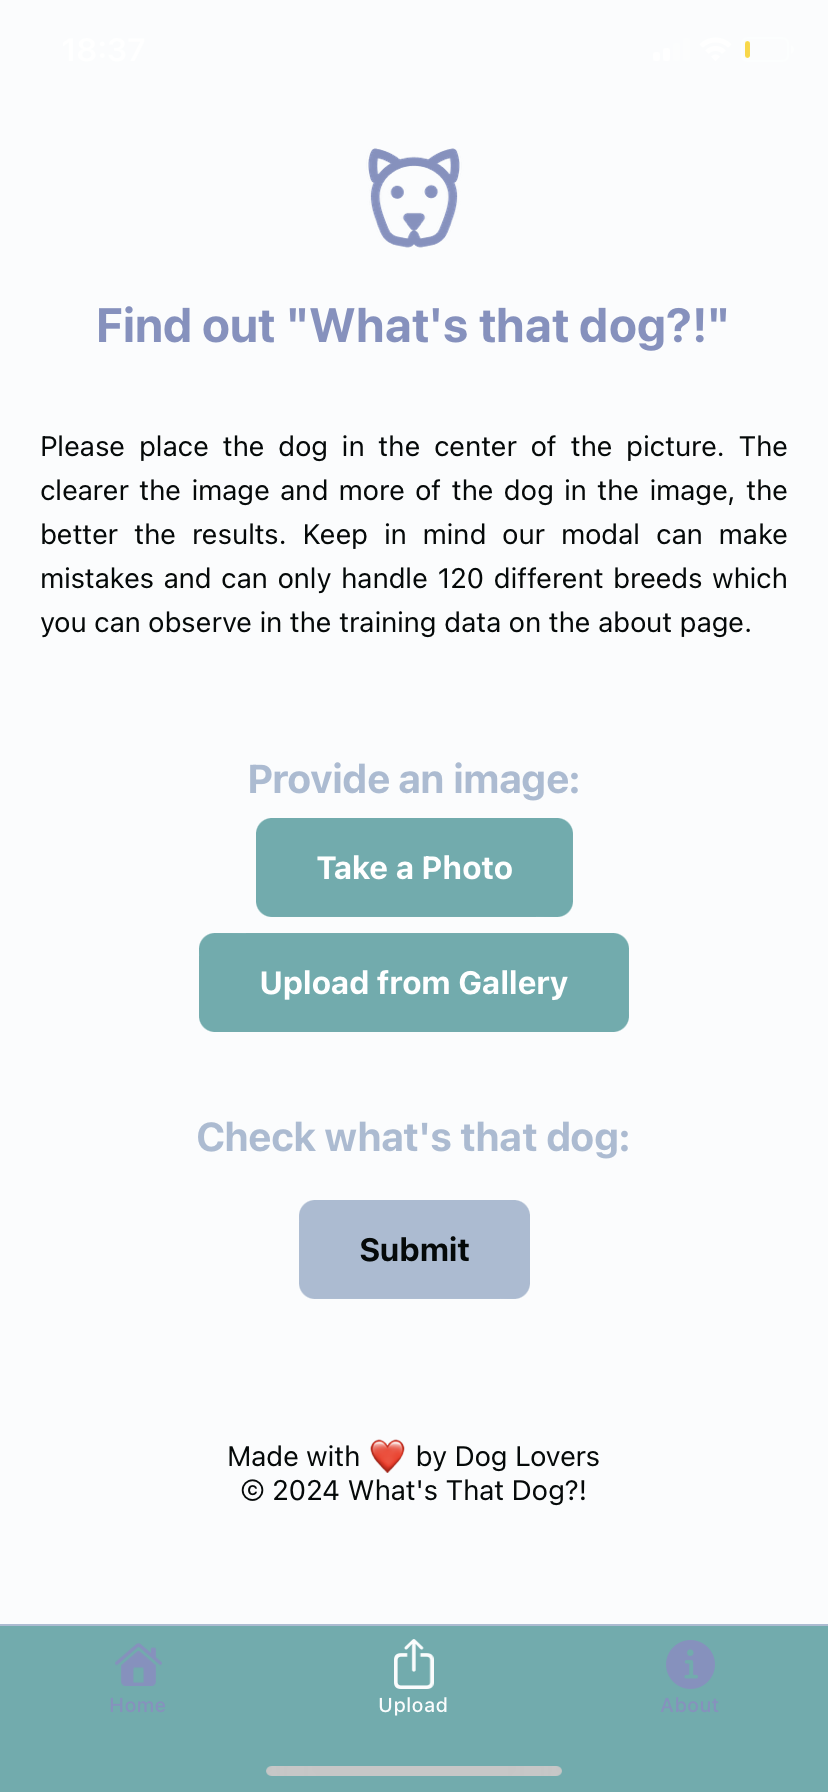 18:37
Find out "What's that dog?!"
Please place the dog in the center of the picture. The
clearer the image and more of the dog in the image, the
better the results. Keep in mind our modal can make
mistakes and can only handle 120 different breeds which
you can observe in the training data on the about page.
Provide an image:
Take a Photo
Upload from Gallery
Check what's that dog:
Submit
Made with ❤️ by Dog Lovers
© 2024 What's That Dog?!
Home
Upload
About